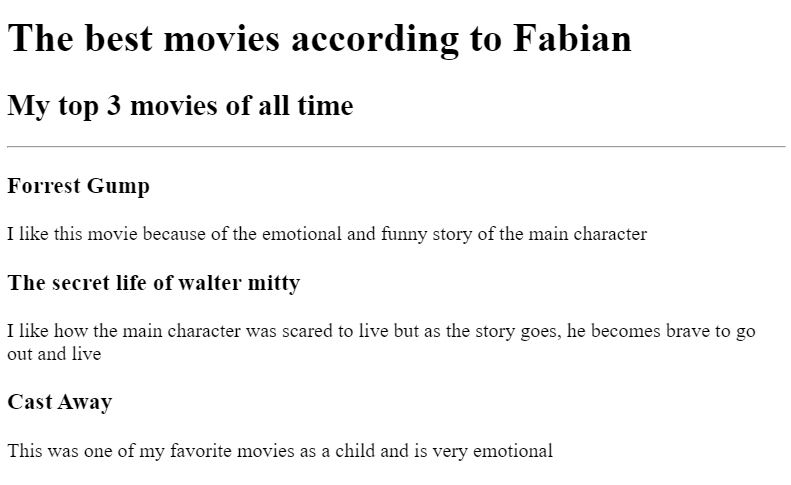 The best movies according to Fabian
My top 3 movies of all time
Forrest Gump
I like this movie because of the emotional and funny story of the main character
The secret life of walter mitty
I like how the main character was scared to live but as the story goes, he becomes brave to go
out and live
Cast Away
This was one of my favorite movies as a child and is very emotional